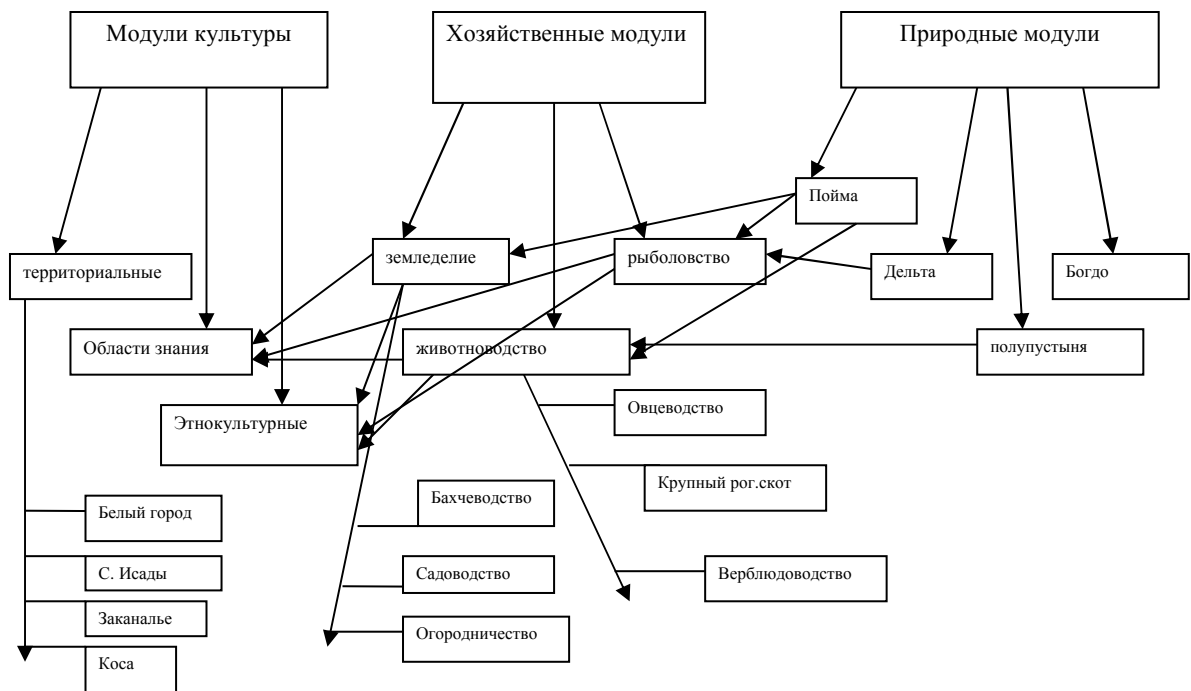 Модули культуры
Хозяйственные модули
Природные модули
Пойма
территориальные
земледелие
рыболовство
Дельта
Богдо
Области знания
животноводство
полупустыня
Этнокультурные
Овцеводство
Крупный рог.скот
Белый город
Бахчеводство
С. Исады
Садоводство
Верблюдоводство
Заканалье
Огородничество
Коса